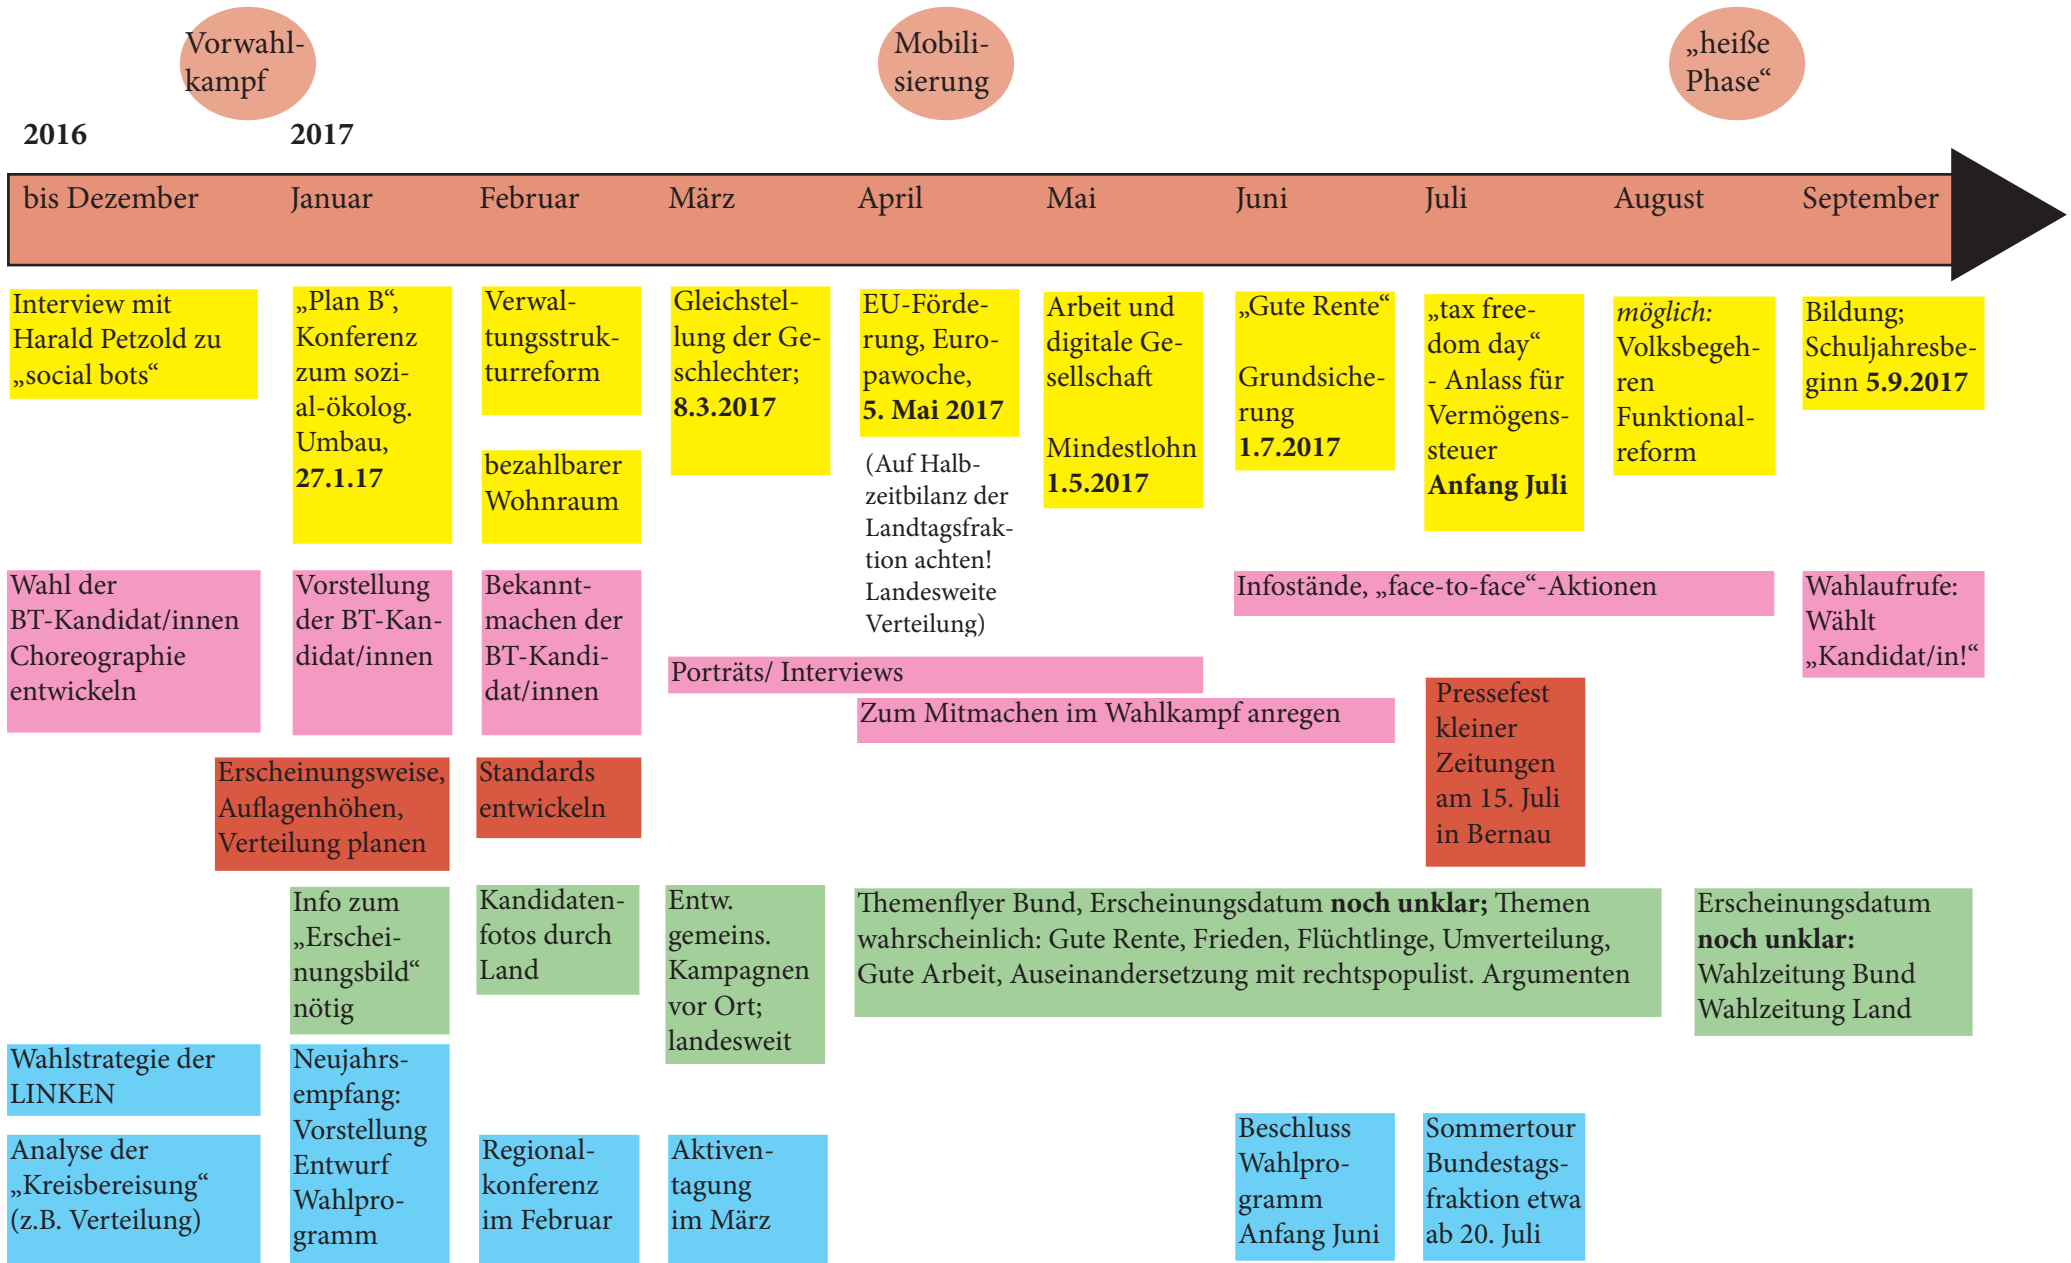 Vorwahl-
kampf
Mobili-
sierung
„heiße
Phase“
2016
2017
bis Dezember
Januar
Februar
März
April
Mai
Juni
Juli
August
September
Interview mit
Harald Petzold zu
„social bots“
„Plan B“,
Konferenz
zum sozi-
al-ökolog.
Umbau,
27.1.17
Verwal-
tungsstruk-
turreform
bezahlbarer
Wohnraum
Gleichstel-
lung der Ge-
schlechter;
8.3.2017
EU-Förde-
rung, Euro-
pawoche,
5. Mai 2017
(Auf Halb-
zeitbilanz der
Landtagsfrak-
tion achten!
Landesweite
Verteilung)
Arbeit und
digitale Ge-
sellschaft
Mindestlohn
1.5.2017
„Gute Rente“
Grundsiche-
rung
1.7.2017
„tax free-
dom day“
- Anlass für
Vermögens-
steuer
Anfang Juli
möglich:
Volksbegeh-
ren
Funktional-
reform
Bildung;
Schuljahresbe-
ginn 5.9.2017
Wahl der
BT-Kandidat/innen
Choreographie
entwickeln
Vorstellung
der BT-Kan-
didat/innen
Bekannt-
machen der
BT-Kandi-
dat/innen
Porträts/ Interviews
Zum Mitmachen im Wahlkampf anregen
Infostände, „face-to-face“-Aktionen
Wahlaufrufe:
Wählt
„Kandidat/in!“
Erscheinungsweise,
Auflagenhöhen,
Verteilung planen
Standards
entwickeln
Pressefest
kleiner
Zeitungen
am 15. Juli
in Bernau
Info zum
„Erschei-
nungsbild“
nötig
Kandidaten-
fotos durch
Land
Entw.
gemeins.
Kampagnen
vor Ort;
landesweit
Themenflyer Bund, Erscheinungsdatum noch unklar; Themen
wahrscheinlich: Gute Rente, Frieden, Flüchtlinge, Umverteilung,
Gute Arbeit, Auseinandersetzung mit rechtspopulist. Argumenten
Erscheinungsdatum
noch unklar:
Wahlzeitung Bund
Wahlzeitung Land
Wahlstrategie der
LINKEN
Analyse der
„Kreisbereisung“
(z.B. Verteilung)
Neujahrs-
empfang:
Vorstellung
Entwurf
Wahlpro-
gramm
Regional-
konferenz
im Februar
Aktiven-
tagung
im März
Beschluss
Wahlpro-
gramm
Anfang Juni
Sommertour
Bundestags-
fraktion etwa
ab 20. Juli